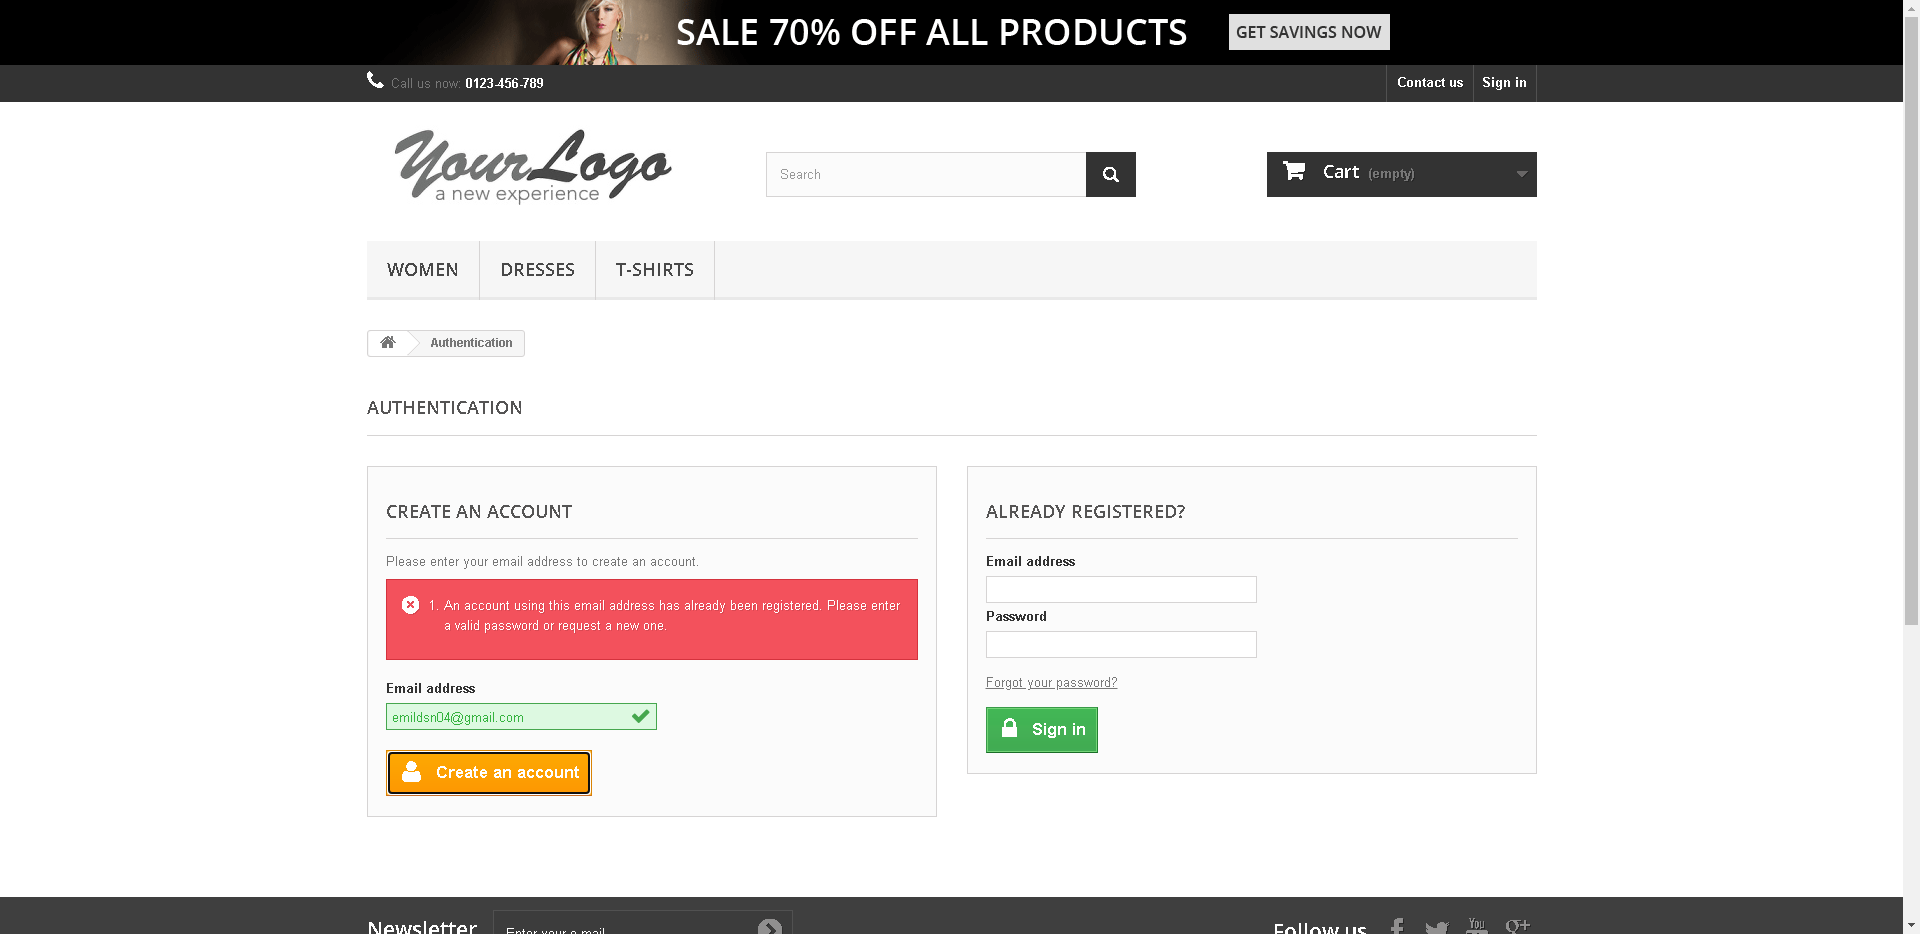 SALE 70% OFF ALL PRODUCTS GET SAVINGS NOW
Call us now: 0123-456-789 Contact us Sign in
YourLogo
a new experience
Search
Cart (empty)
WOMEN DRESSES T-SHIRTS
Authentication
AUTHENTICATION
CREATE AN ACCOUNT
Please enter your email address to create an account.
1. An account using this email address has already been registered. Please enter
a valid password or request a new one.
Email address
emildsn04@gmail.com
Create an account
ALREADY REGISTERED?
Email address
Password
Forgot your password?
Sign in
Newsletter Enter your e-mail
Follow us You g+